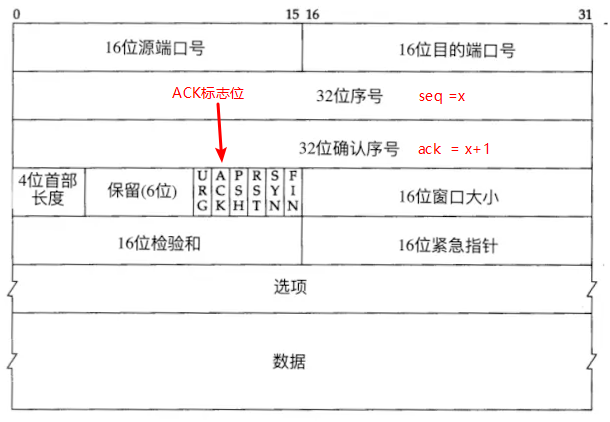 0 15 16 31
16位源端口号 16位目的端口号
ACK标志位 32位序号 seq =x
32位确认序号 ack = x+1
4位首部长度 保留(6位) URG ACK PSH RST SYN FIN 16位窗口大小
16位检验和 16位紧急指针
选项
数据